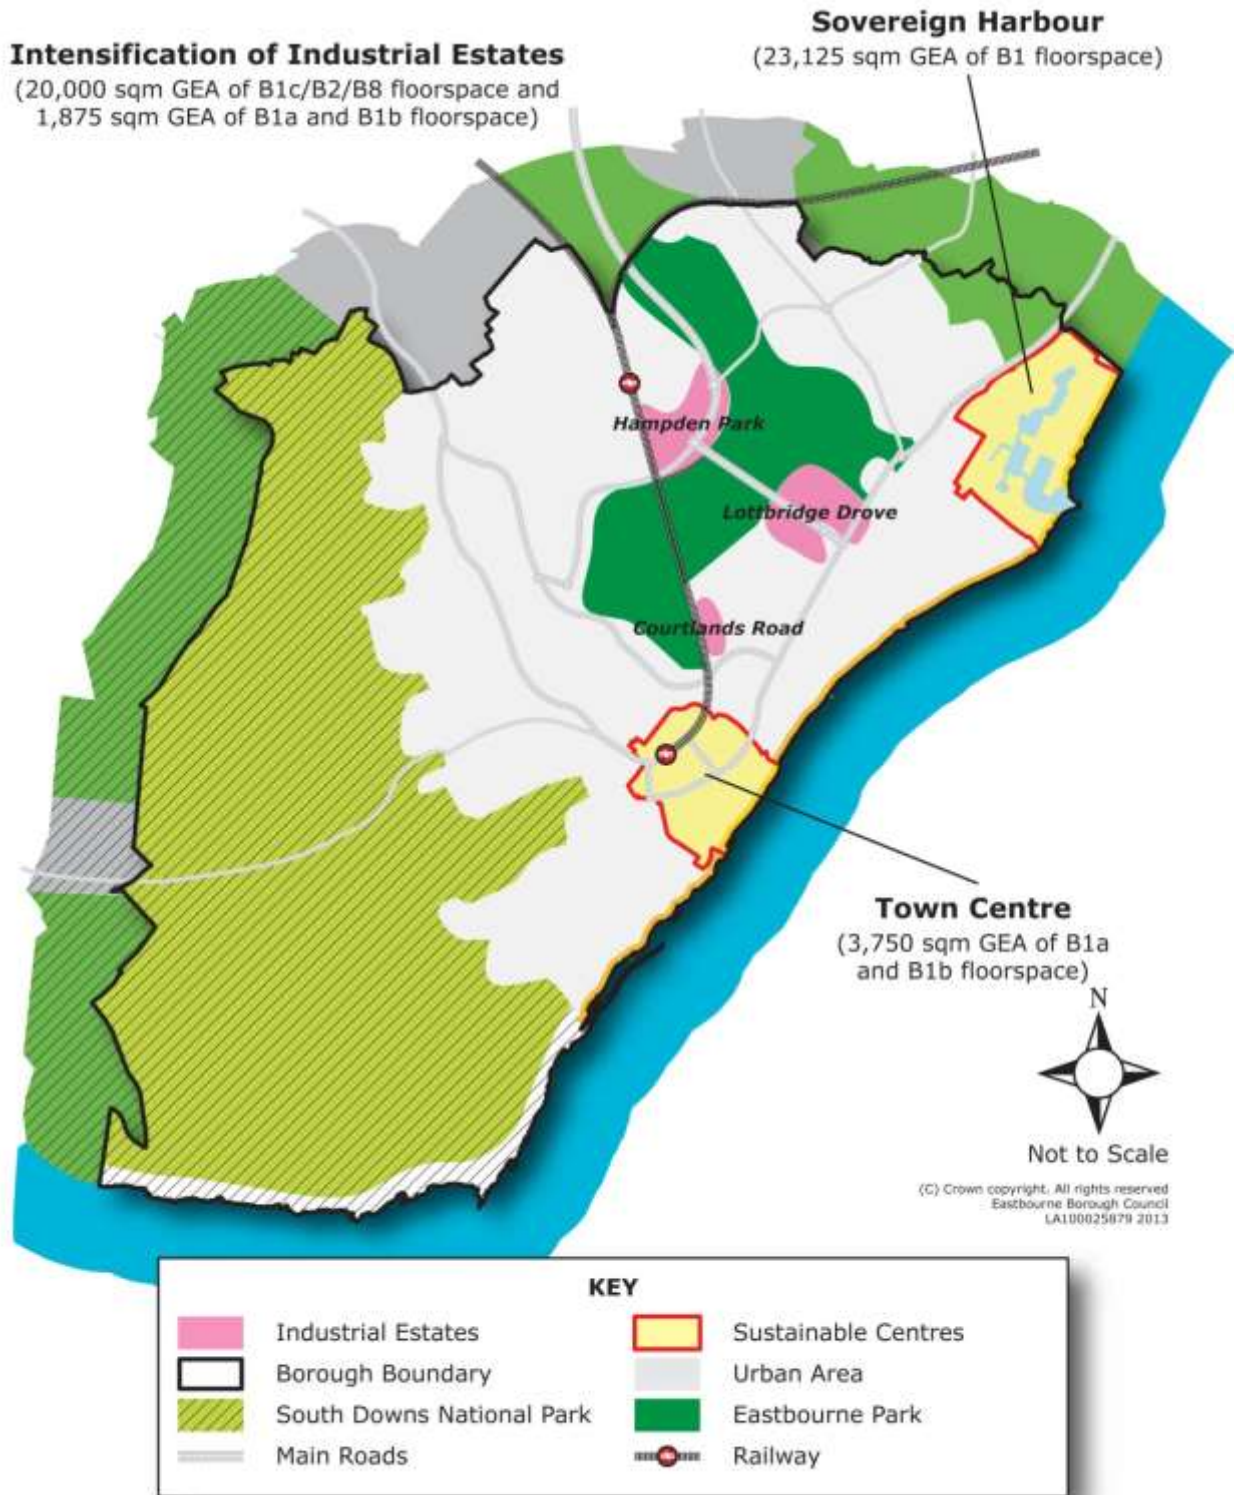 Sovereign Harbour
(23,125 sqm GEA of B1 floorspace)
Intensification of Industrial Estates
(20,000 sqm GEA of B1c/B2/B8 floorspace and
1,875 sqm GEA of B1a and B1b floorspace)
Hampden Park
Lottbridge Drove
Courtlands Road
Town Centre
(3,750 sqm GEA of B1a
and B1b floorspace)
N
Not to Scale
(C) Crown copyright. All rights reserved
Eastbourne Borough Council
LA100025879 2013
KEY
Industrial Estates
Borough Boundary
South Downs National Park
Main Roads
Sustainable Centres
Urban Area
Eastbourne Park
Railway